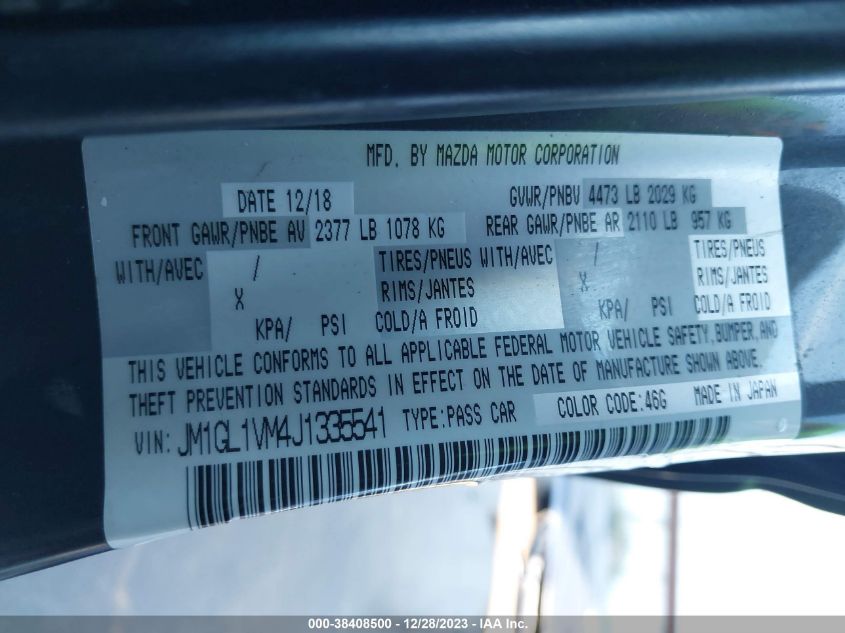 MFD. BY MAZDA MOTOR CORPORATION
DATE 12/18 GVWR/PNBV 4473 LB 2029 KG
FRONT GAWR/PNBE AV 2377 LB 1078 KG REAR GAWR/PNBE AR 2110 LB 957 KG
WITH/AVEC / TIRES/PNEUS WITH/AVEC / TIRES/PNEUS
X RIMS/JANTES X RIMS/JANTES
KPA/ PSI COLD/A FROID KPA/ PSI COLD/A FROID
THIS VEHICLE CONFORMS TO ALL APPLICABLE FEDERAL MOTOR VEHICLE SAFETY, BUMPER, AND
THEFT PREVENTION STANDARDS IN EFFECT ON THE DATE OF MANUFACTURE SHOWN ABOVE.
VIN: JM1GL1VM4J1335541 TYPE:PASS CAR COLOR CODE:46G MADE IN JAPAN
000-38408500 - 12/28/2023 - IAA Inc.